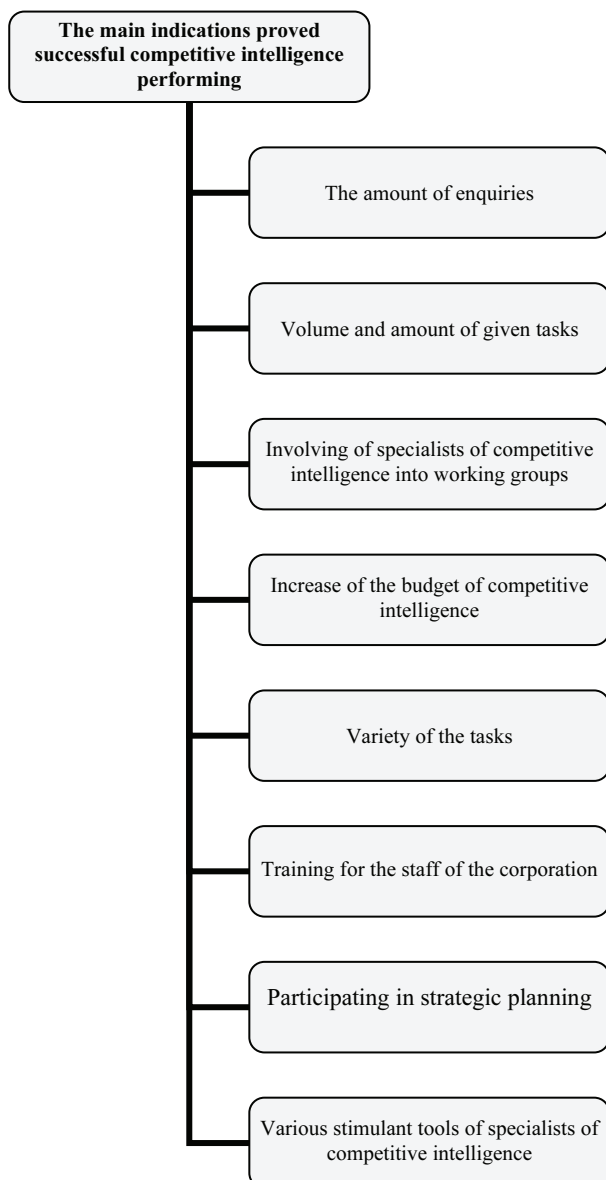 The main indications proved
successful competitive intelligence
performing
The amount of enquiries
Volume and amount of given tasks
Involving of specialists of competitive
intelligence into working groups
Increase of the budget of competitive
intelligence
Variety of the tasks
Training for the staff of the corporation
Participating in strategic planning
Various stimulant tools of specialists of
competitive intelligence